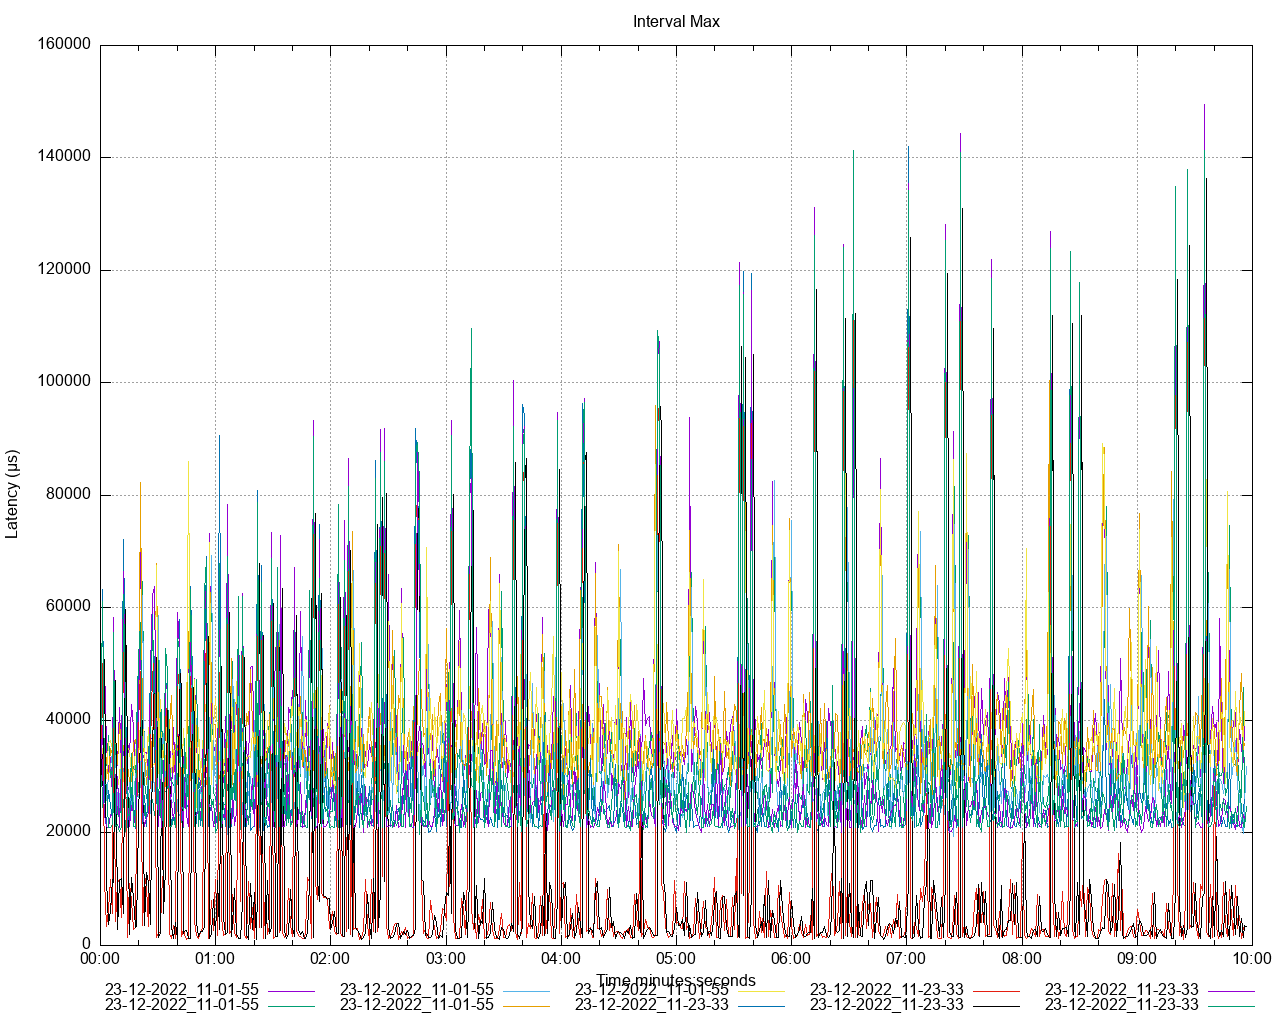 Interval Max
160000
140000
120000
100000
80000
60000
40000
20000
0
Latency (µs)
00:00 01:00 02:00 03:00 04:00 05:00 06:00 07:00 08:00 09:00 10:00
Time minutes:seconds
23-12-2022_11-01-55 23-12-2022_11-01-55 23-12-2022_11-01-55 23-12-2022_11-23-33 23-12-2022_11-23-33
23-12-2022_11-01-55 23-12-2022_11-01-55 23-12-2022_11-23-33 23-12-2022_11-23-33 23-12-2022_11-23-33